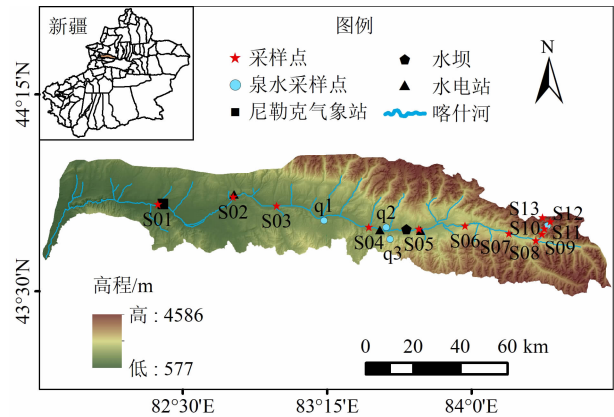 新疆
图例
N
采样点
水坝
泉水采样点
水电站
尼勒克气象站
喀什河
44°15′N
43°30′N
S13
S12
S02
q1
q2
S10
S11
S01
S03
S04
S05
S06
S07
S09
q3
S08
高程/m
高 : 4586
低 : 577
0 10 20 40 60 km
82°30′E
83°15′E
84°0′E